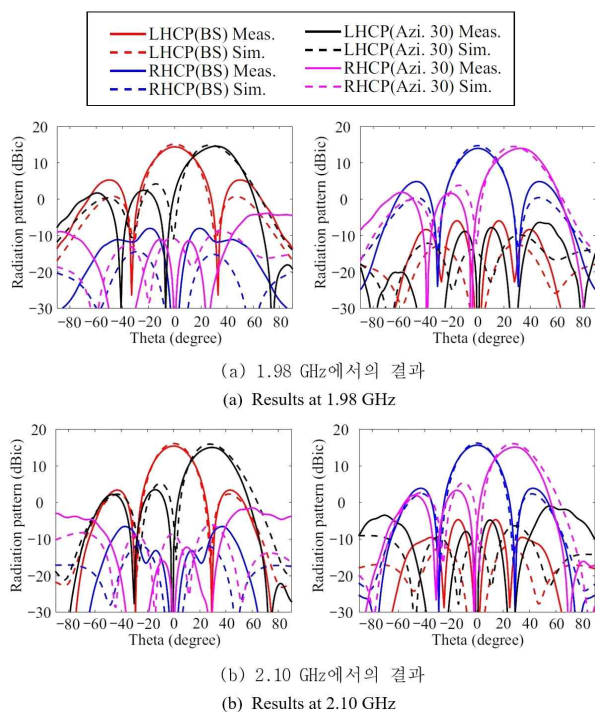 LHCP(BS) Meas.
LHCP(BS) Sim.
RHCP(BS) Meas.
RHCP(BS) Sim.
LHCP(Azi. 30) Meas.
LHCP(Azi. 30) Sim.
RHCP(Azi. 30) Meas.
RHCP(Azi. 30) Sim.
Radiation pattern (dBic)
20
10
0
−10
−20
−30
−80 −60 −40 −20 0 20 40 60 80
Theta (degree)
Radiation pattern (dBic)
20
10
0
−10
−20
−30
−80 −60 −40 −20 0 20 40 60 80
Theta (degree)
(a) 1.98 GHz에서의 결과
(a) Results at 1.98 GHz
Radiation pattern (dBic)
20
10
0
−10
−20
−30
−80 −60 −40 −20 0 20 40 60 80
Theta (degree)
Radiation pattern (dBic)
20
10
0
−10
−20
−30
−80 −60 −40 −20 0 20 40 60 80
Theta (degree)
(b) 2.10 GHz에서의 결과
(b) Results at 2.10 GHz